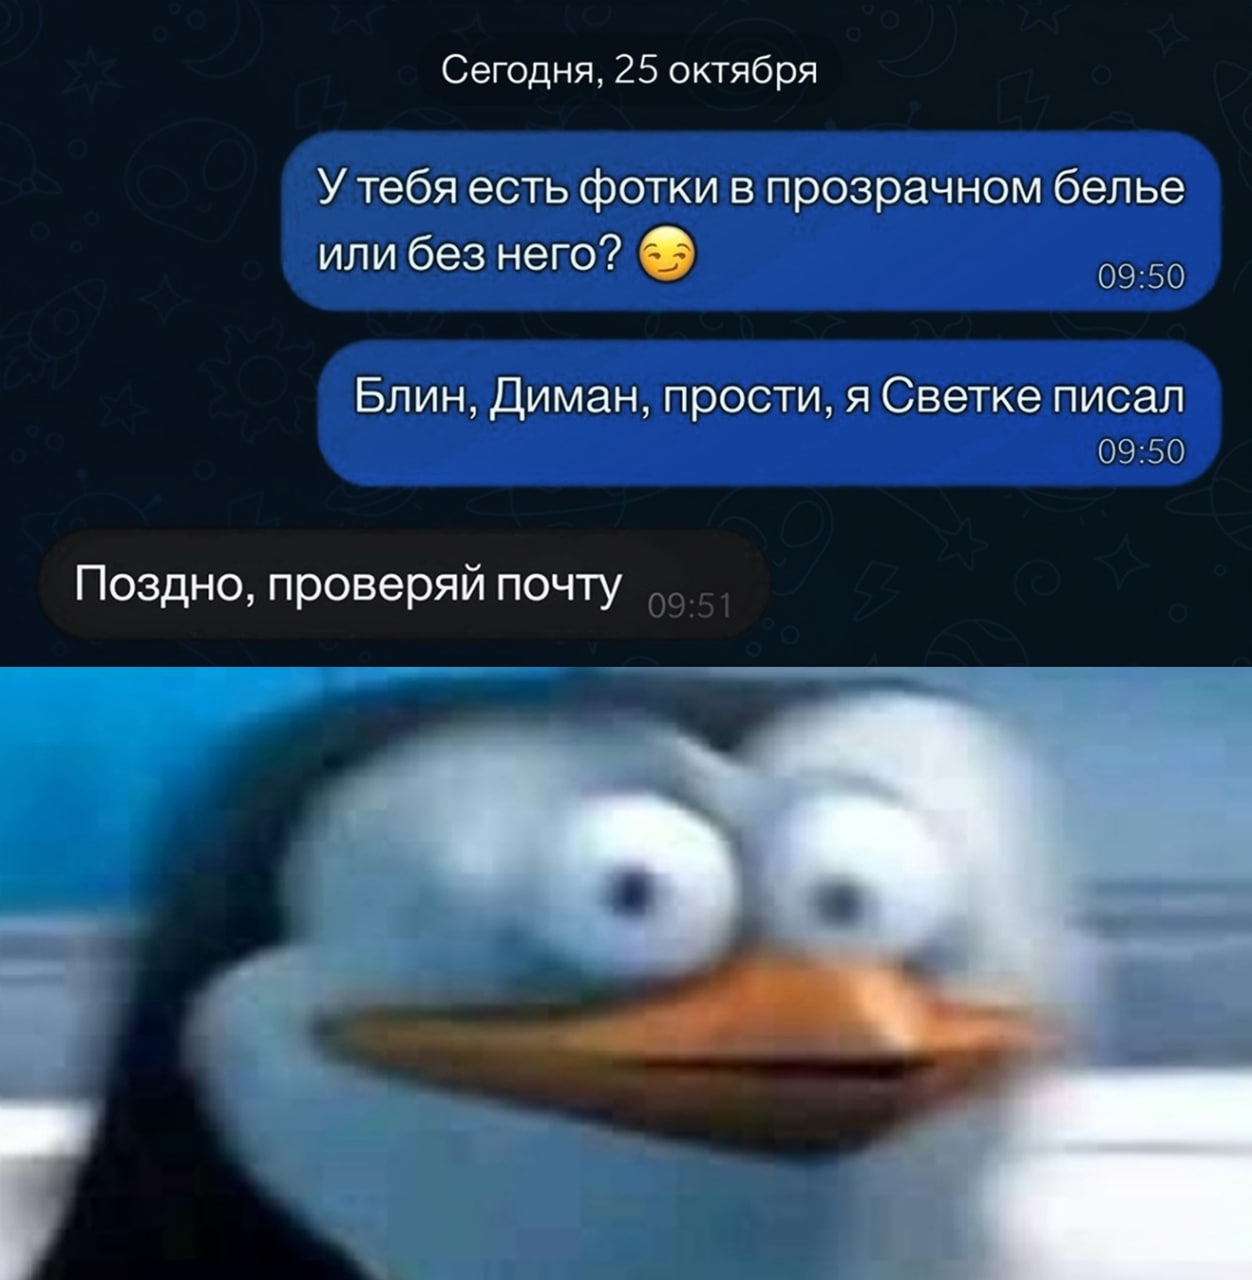 Сегодня, 25 октября
У тебя есть фотки в прозрачном белье
или без него? 😏
09:50
Блин, Диман, прости, я Светке писал
09:50
Поздно, проверяй почту 09:51